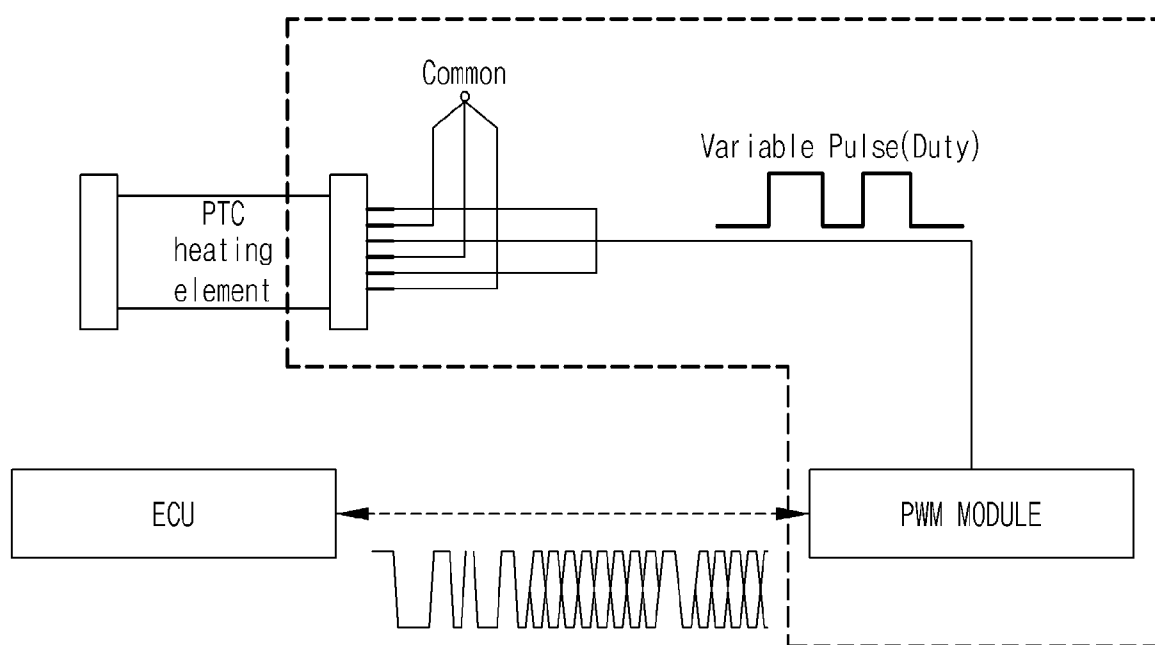 Common
Variable Pulse(Duty)
PTC
heating
element
ECU
PWM MODULE